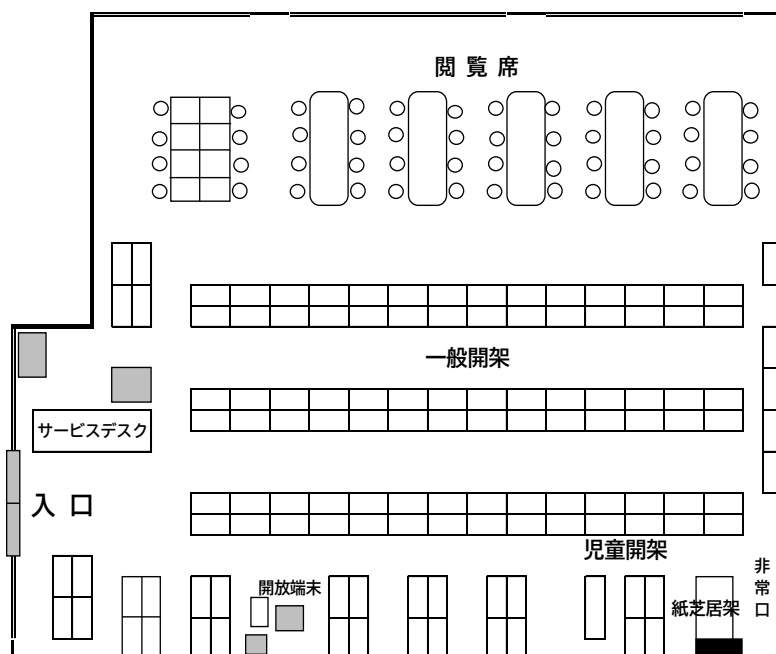 閲覧席
一般開架
サービスデスク
入口
児童開架
開放端末
紙芝居架
非常口